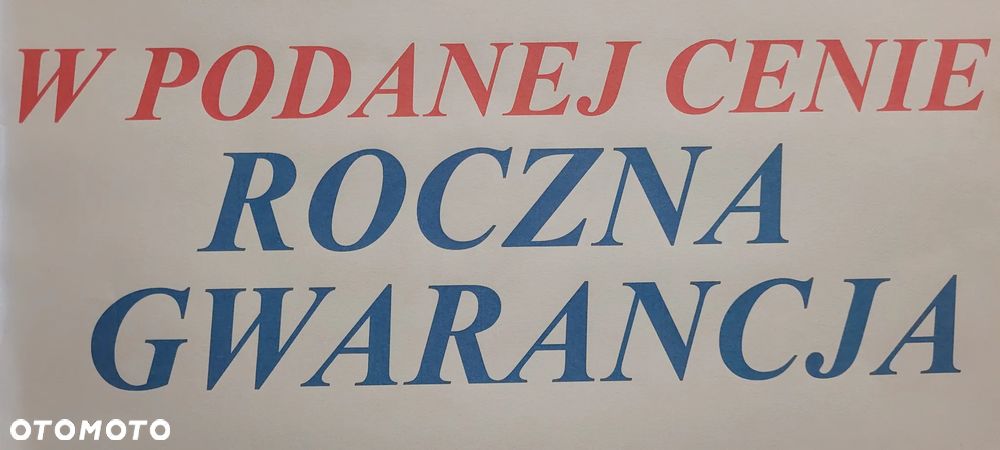 W PODANEJ CENIE
ROCZNA
GWARANCJA
OTOMOTO